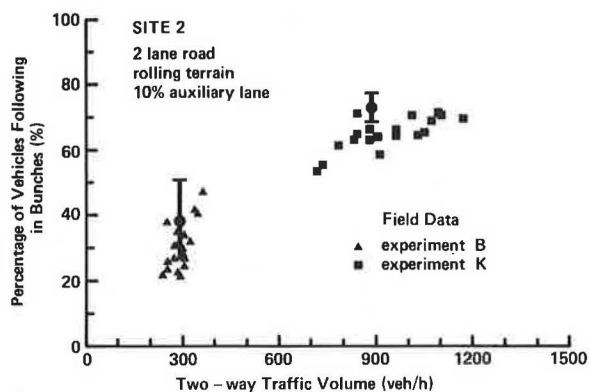 100
80
60
40
20
0
Percentage of Vehicles Following
in Bunches (%)
SITE 2
2 lane road
rolling terrain
10% auxiliary lane
Field Data
▲ experiment B
■ experiment K
0 300 600 900 1200 1500
Two-way Traffic Volume (veh/h)